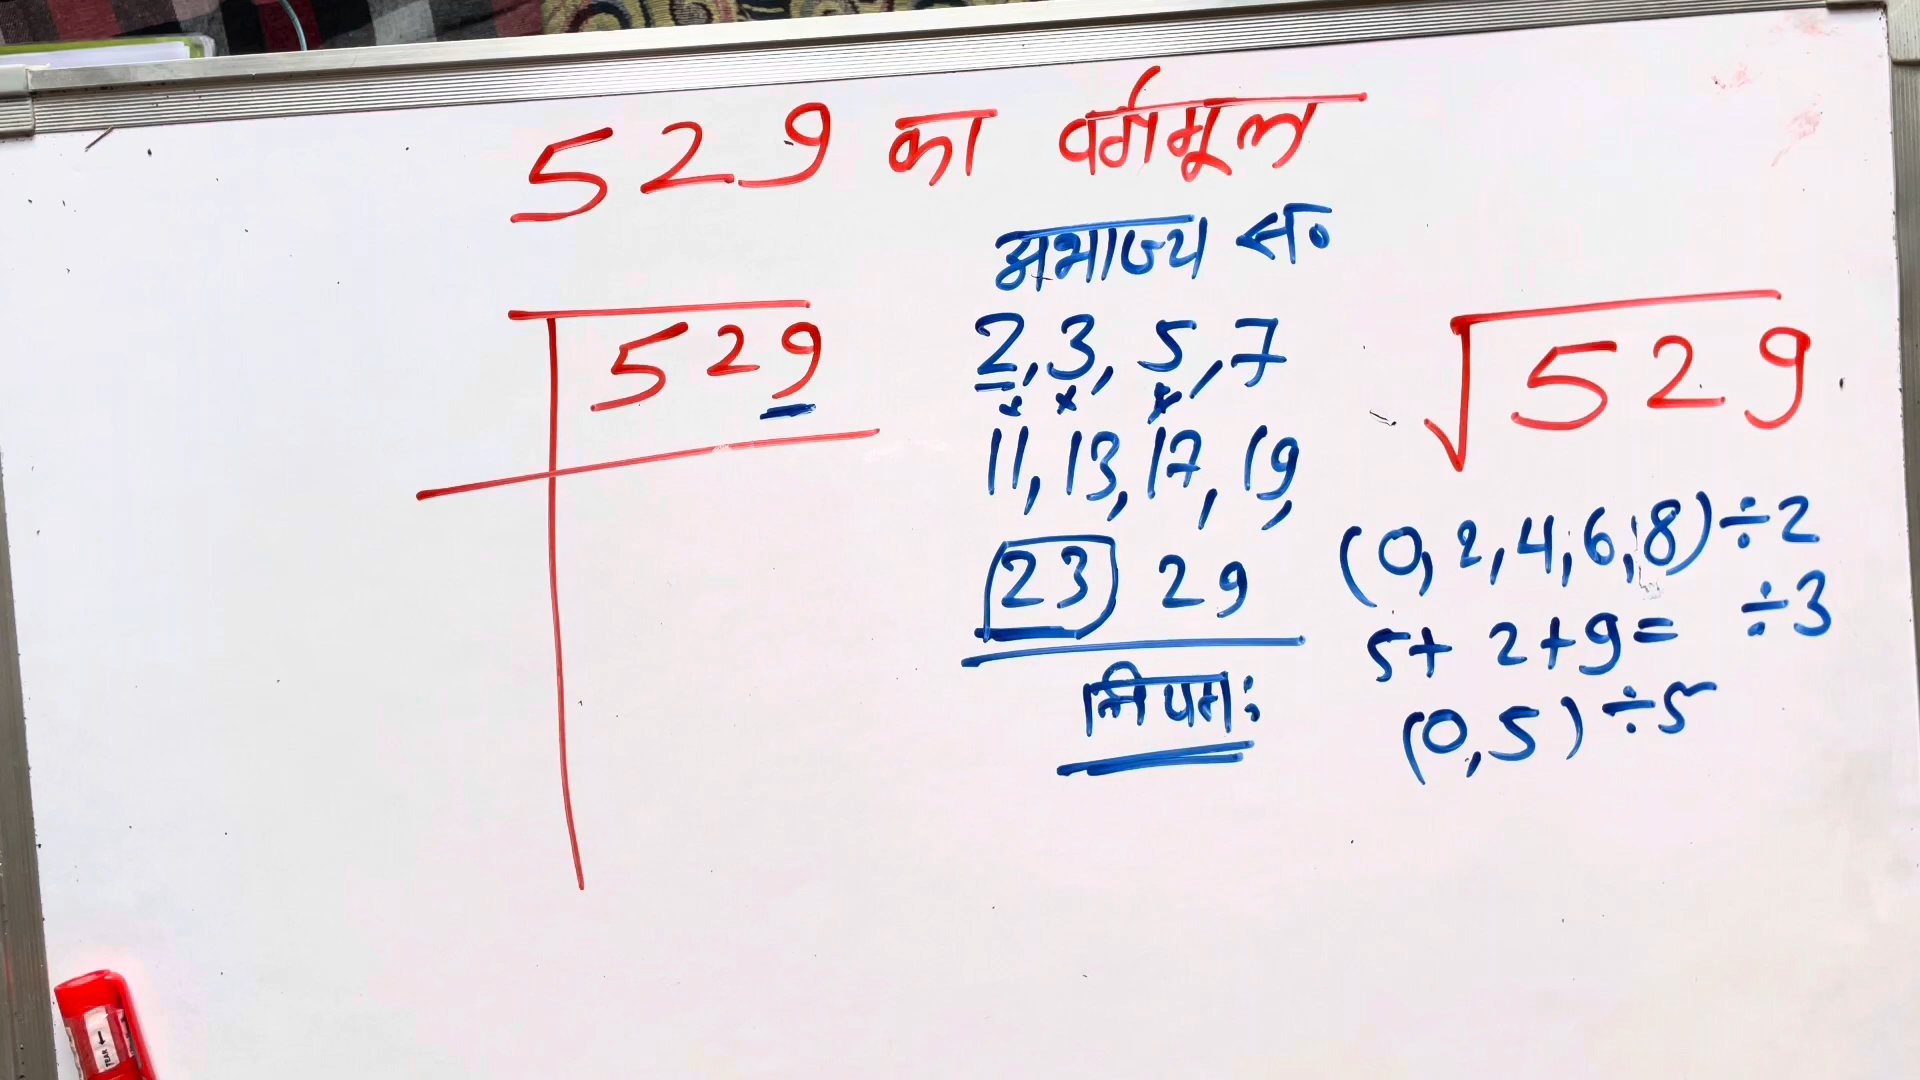 529 का वर्गमूल
529
अभाज्य सं०
2, 3, 5, 7
x x x
11, 13, 17, 19,
23 29
नियम:
√529
(0, 2, 4, 6, 8) ÷2
5+ 2+9= ÷3
(0,5) ÷5
TEAR ←